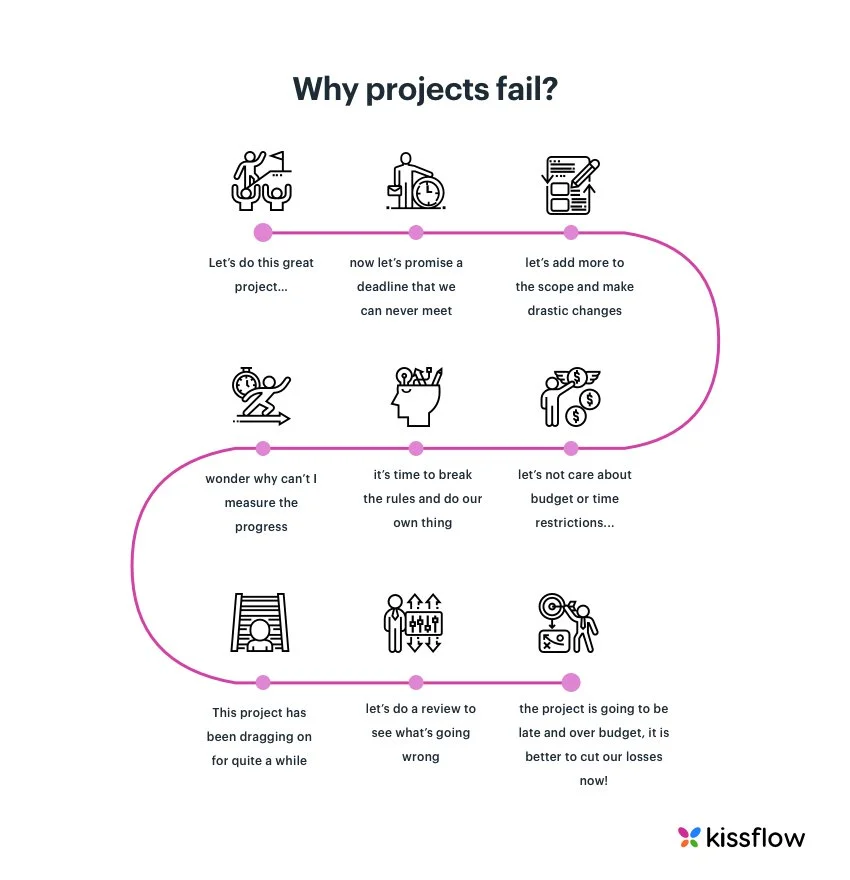 Why projects fail?
Let's do this great
project...
now let's promise a
deadline that we
can never meet
let's add more to
the scope and make
drastic changes
let's not care about
budget or time
restrictions...
it's time to break
the rules and do our
own thing
wonder why can't I
measure the
progress
This project has
been dragging on
for quite a while
let's do a review to
see what's going
wrong
the project is going to be
late and over budget, it is
better to cut our losses
now!
kissflow